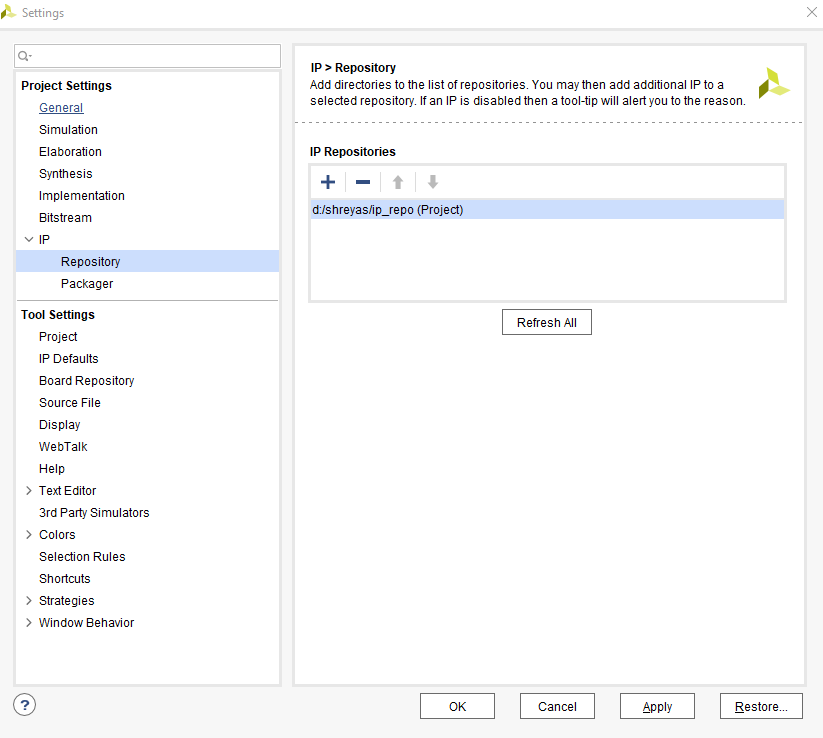 Settings
Project Settings
General
Simulation
Elaboration
Synthesis
Implementation
Bitstream
IP
Repository
Packager
Tool Settings
Project
IP Defaults
Board Repository
Source File
Display
WebTalk
Help
Text Editor
3rd Party Simulators
Colors
Selection Rules
Shortcuts
Strategies
Window Behavior
IP > Repository
Add directories to the list of repositories. You may then add additional IP to a
selected repository. If an IP is disabled then a tool-tip will alert you to the reason.
IP Repositories
d:/shreyas/ip_repo (Project)
Refresh All
?
OK
Cancel
Apply
Restore...